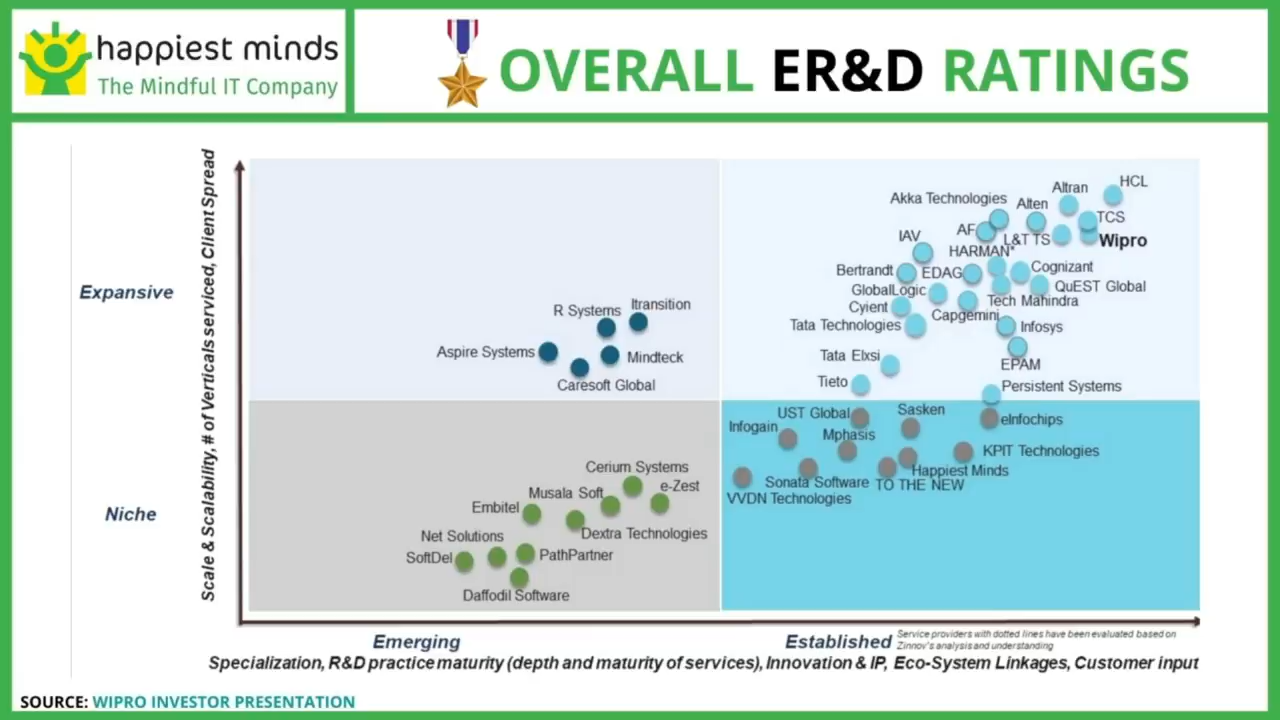 happiest minds
The Mindful IT Company
OVERALL ER&D RATINGS
Scale & Scalability, # of Verticals serviced, Client Spread
Expansive
Niche
HCL
Altran
Akka Technologies
Alten
TCS
AF
L&T TS
Wipro
IAV
HARMAN*
Bertrandt
EDAG
Cognizant
GlobalLogic
QuEST Global
Cyient
Tech Mahindra
Capgemini
Tata Technologies
Infosys
Tata Elxsi
EPAM
Tieto
Persistent Systems
R Systems
Itransition
Aspire Systems
Mindteck
Caresoft Global
UST Global
Sasken
eInfochips
Infogain
Mphasis
KPIT Technologies
Happiest Minds
Sonata Software
TO THE NEW
VVDN Technologies
Cerium Systems
e-Zest
Musala Soft
Embitel
Dextra Technologies
Net Solutions
SoftDel
PathPartner
Daffodil Software
Emerging
Established
Service providers with dotted lines have been evaluated based on
Zinnov's analysis and understanding
Specialization, R&D practice maturity (depth and maturity of services), Innovation & IP, Eco-System Linkages, Customer input
SOURCE: WIPRO INVESTOR PRESENTATION